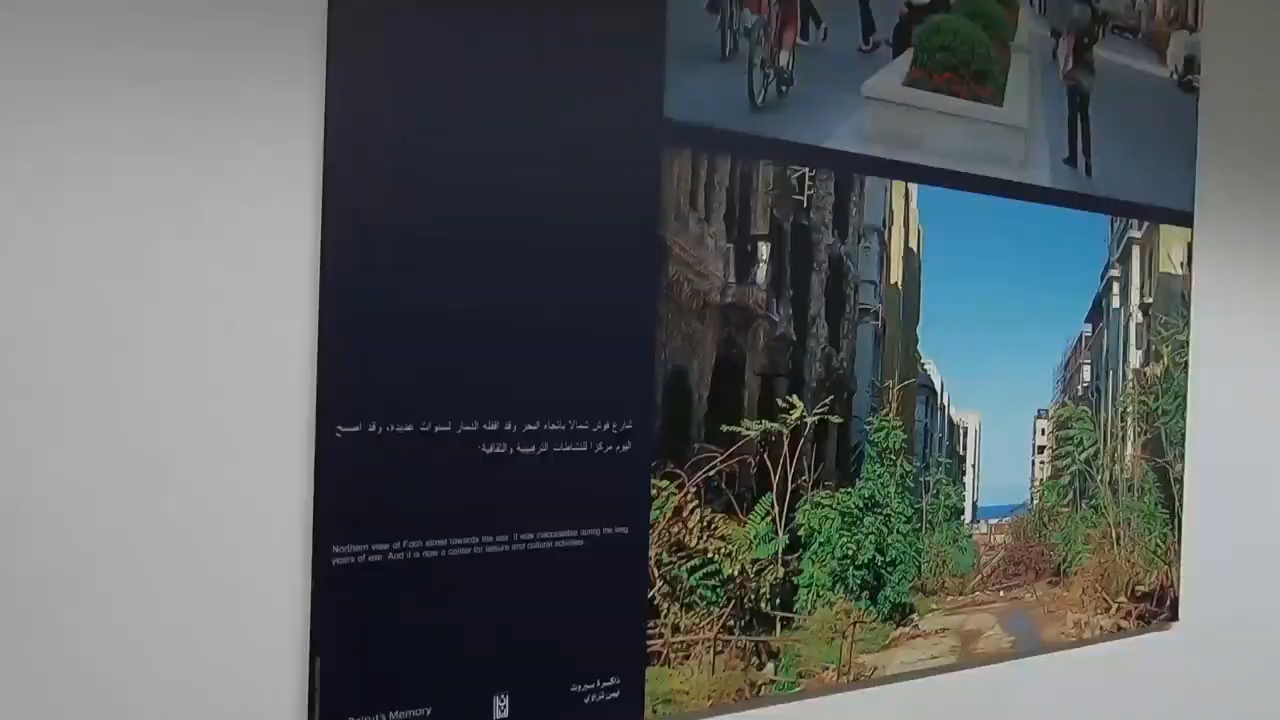 شارع فوش شمالا باتجاه البحر وقد اقفله الدمار لسنوات عديدة، وقد اصبح
اليوم مركزا للنشاطات الترفيهية والثقافية.
Northern view of Foch street towards the sea. It was inaccessible during the long
years of war. And it is now a center for leisure and cultural activities.
ذاكرة بيروت
أيمن تراوي
Beirut's Memory